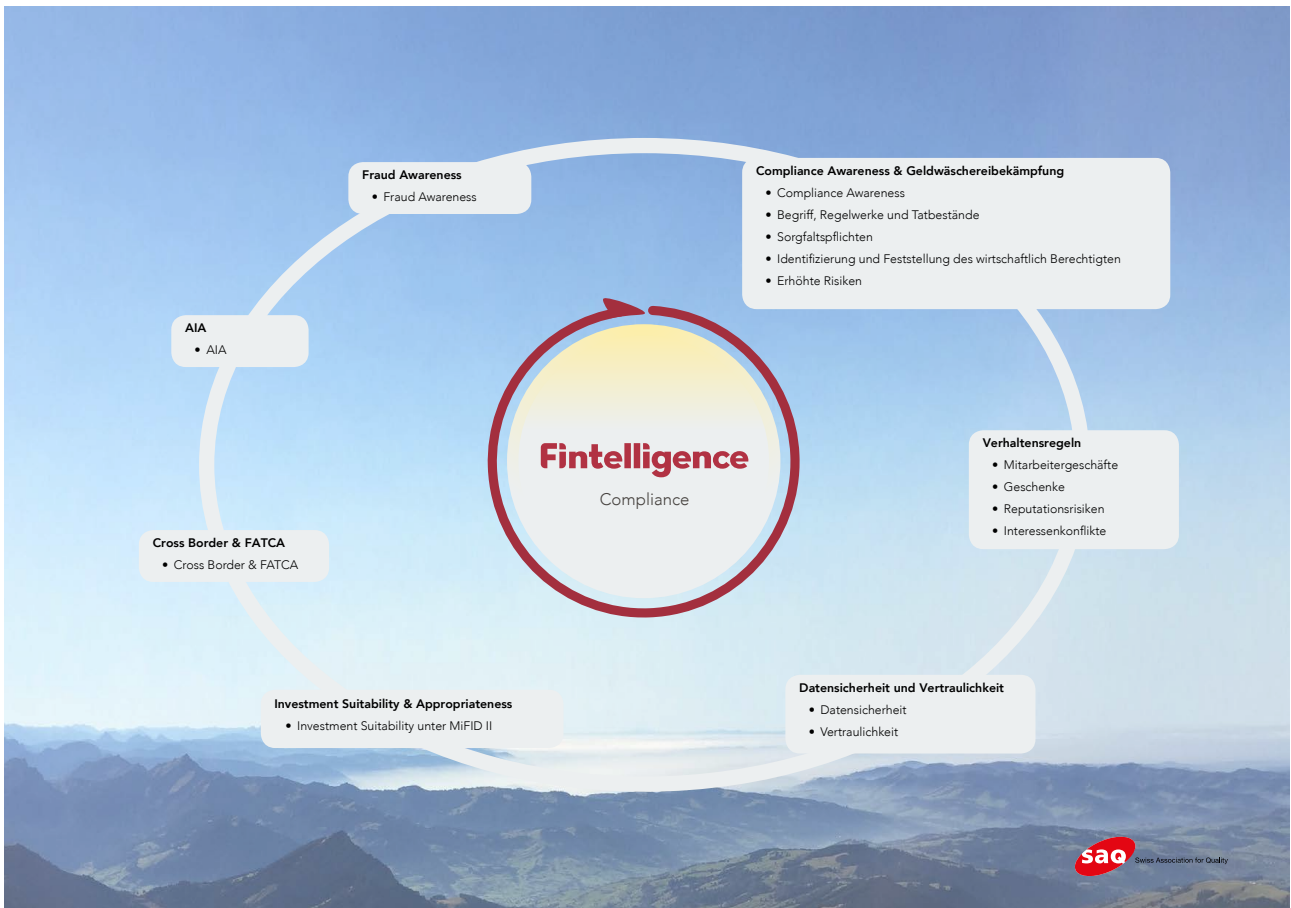 Fraud Awareness
• Fraud Awareness
Compliance Awareness & Geldwäschereibekämpfung
• Compliance Awareness
• Begriff, Regelwerke und Tatbestände
• Sorgfaltspflichten
• Identifizierung und Feststellung des wirtschaftlich Berechtigten
• Erhöhte Risiken
AIA
• AIA
Fintelligence
Compliance
Verhaltensregeln
• Mitarbeitergeschäfte
• Geschenke
• Reputationsrisiken
• Interessenkonflikte
Cross Border & FATCA
• Cross Border & FATCA
Investment Suitability & Appropriateness
• Investment Suitability unter MiFID II
Datensicherheit und Vertraulichkeit
• Datensicherheit
• Vertraulichkeit
saq Swiss Association for Quality